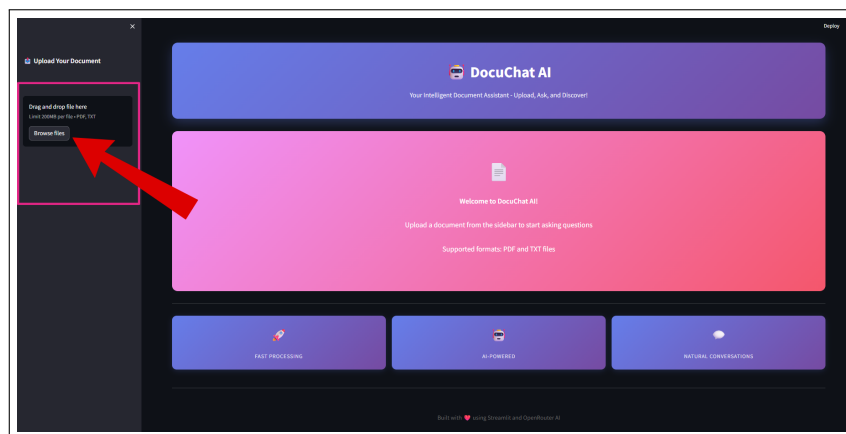 ×
Deploy
Upload Your Document
Drag and drop file here
Limit 200MB per file • PDF, TXT
Browse files
DocuChat AI
Your Intelligent Document Assistant - Upload, Ask, and Discover!
Welcome to DocuChat AI!
Upload a document from the sidebar to start asking questions
Supported formats: PDF and TXT files
FAST PROCESSING
AI-POWERED
NATURAL CONVERSATIONS
Built with ❤️ using Streamlit and OpenRouter AI